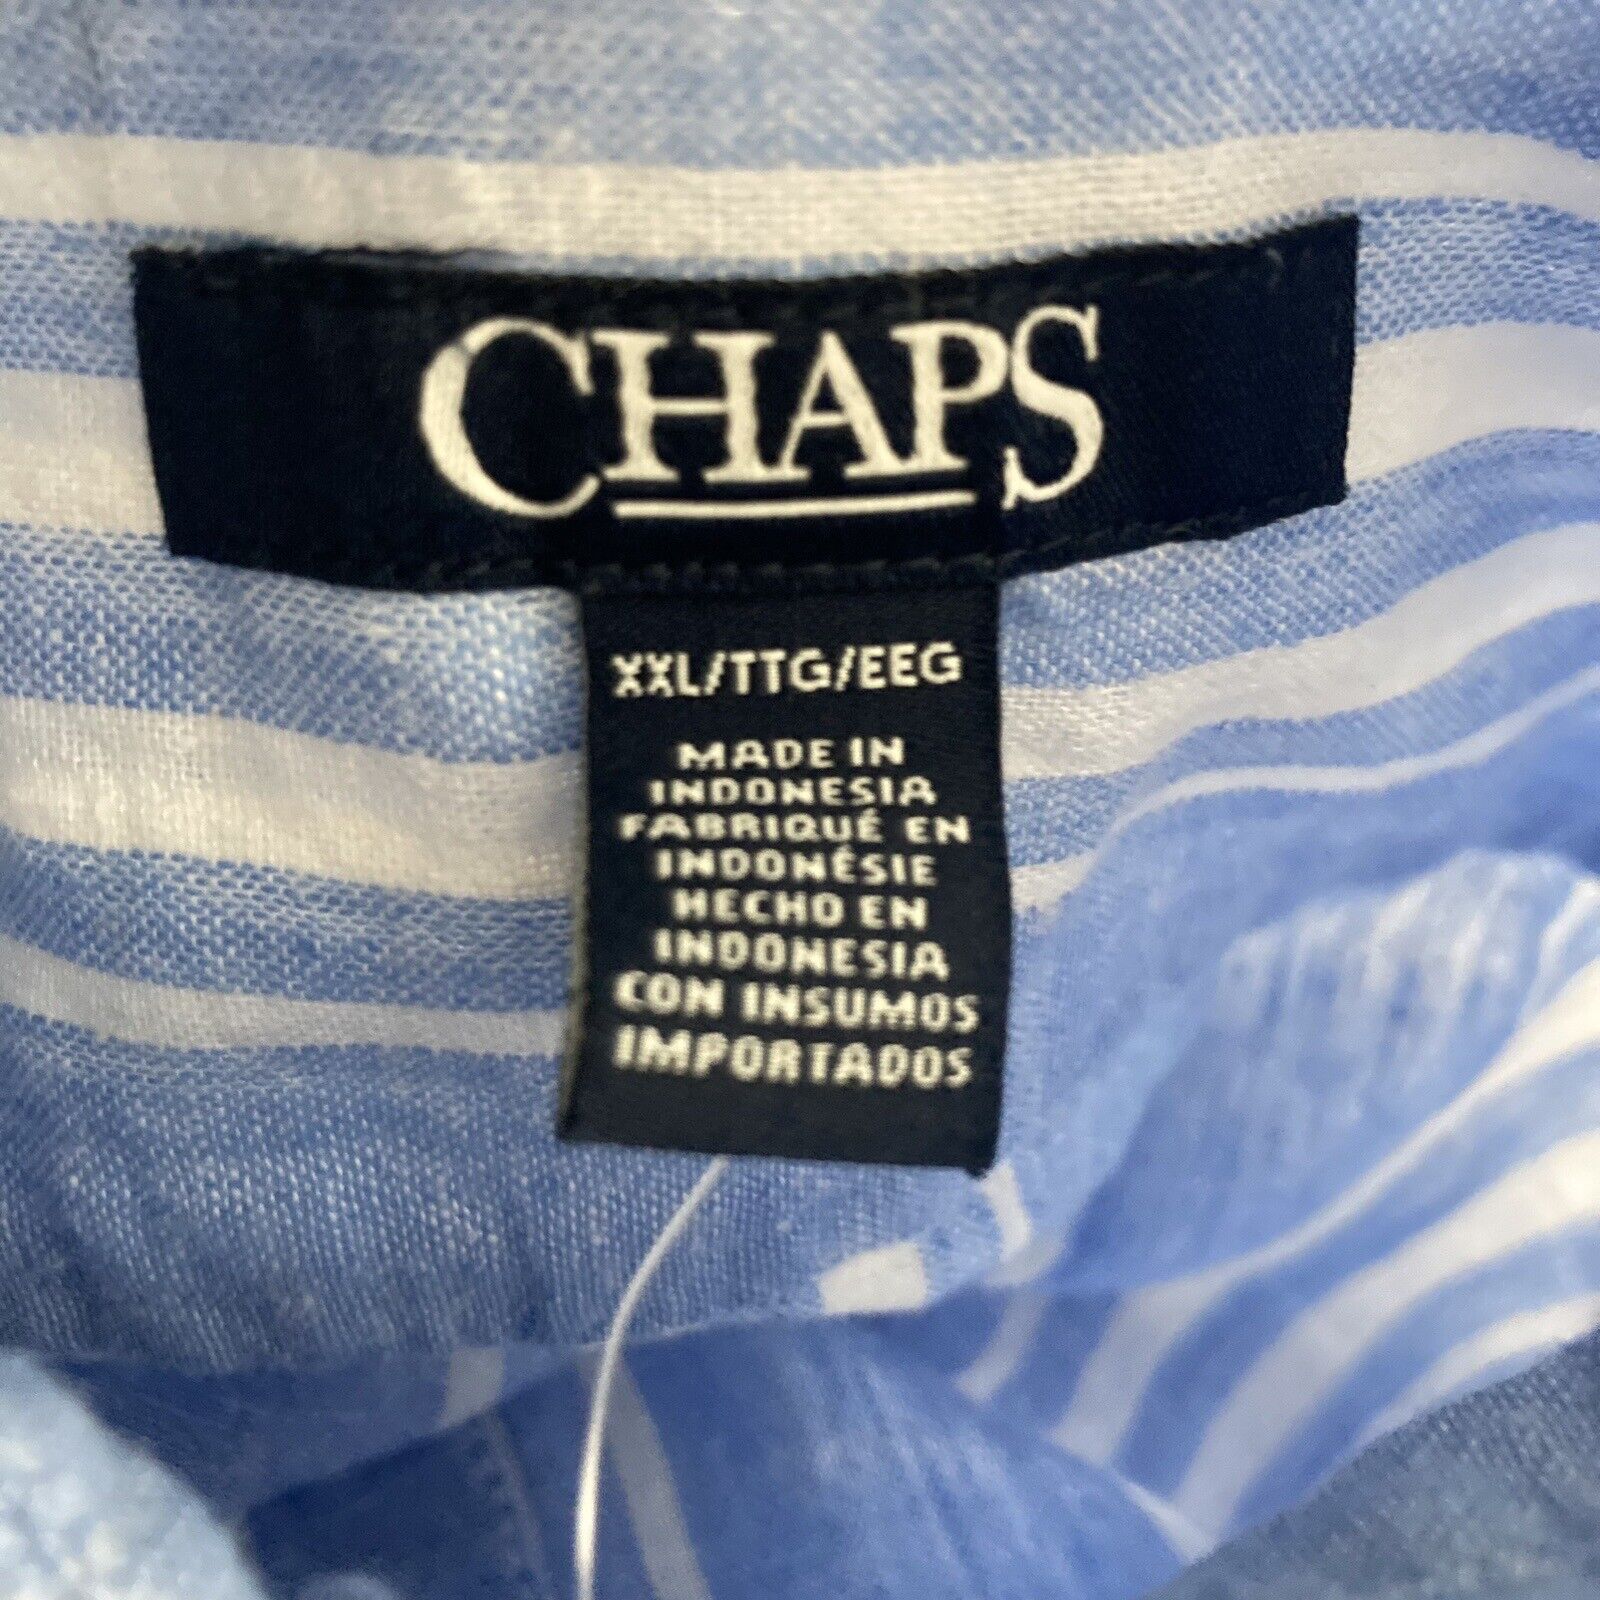 CHAPS
XXL/TTG/EEG
MADE IN
INDONESIA
FABRIQUÉ EN
INDONÉSIE
HECHO EN
INDONESIA
CON INSUMOS
IMPORTADOS